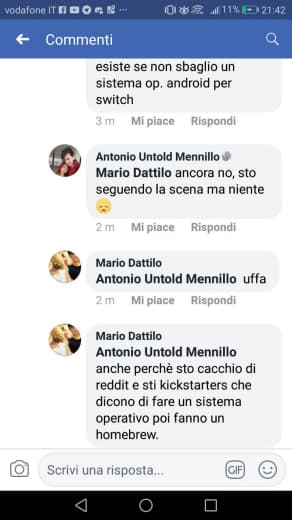 vodafone IT
11% 21:42
Commenti
esiste se non sbaglio un
sistema op. android per
switch
3 m Mi piace Rispondi
Antonio Untold Mennillo
Mario Dattilo ancora no, sto
seguendo la scena ma niente
😞
2 m Mi piace Rispondi
Mario Dattilo
Antonio Untold Mennillo uffa
2 m Mi piace Rispondi
Mario Dattilo
Antonio Untold Mennillo
anche perchè sto cacchio di
reddit e sti kickstarters che
dicono di fare un sistema
operativo poi fanno un
homebrew.
Scrivi una risposta...
GIF